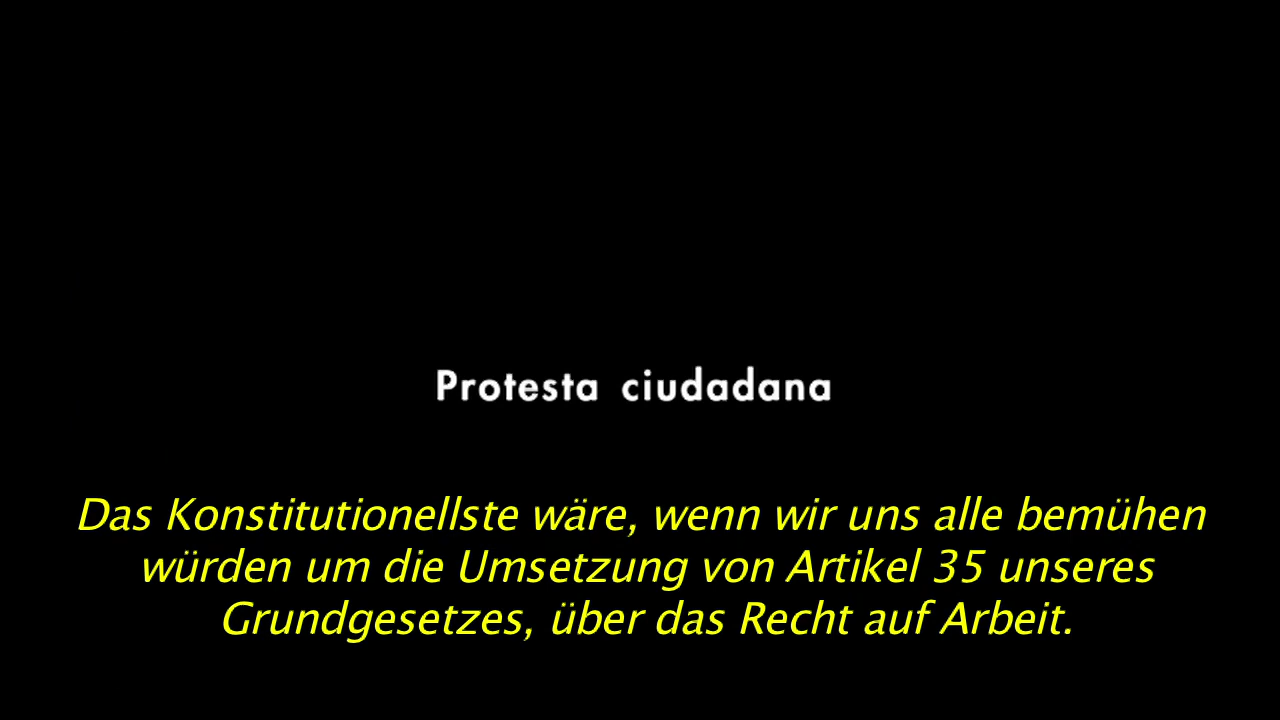 Protesta ciudadana
Das Konstitutionellste wäre, wenn wir uns alle bemühen
würden um die Umsetzung von Artikel 35 unseres
Grundgesetzes, über das Recht auf Arbeit.